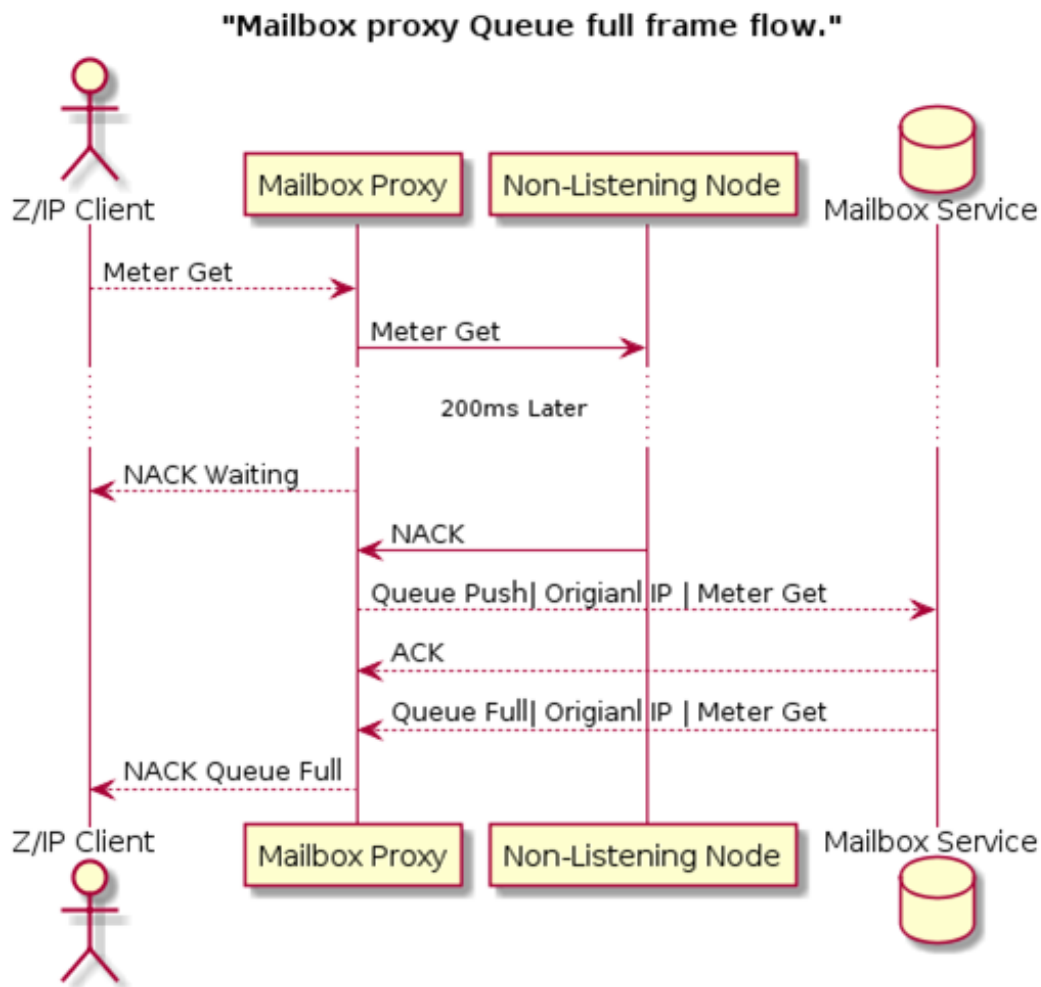 "Mailbox proxy Queue full frame flow."
Z/IP Client
Mailbox Proxy
Non-Listening Node
Mailbox Service
Meter Get
Meter Get
200ms Later
NACK Waiting
NACK
Queue Push| Origianl IP | Meter Get
ACK
Queue Full| Origianl IP | Meter Get
NACK Queue Full
Z/IP Client
Mailbox Proxy
Non-Listening Node
Mailbox Service